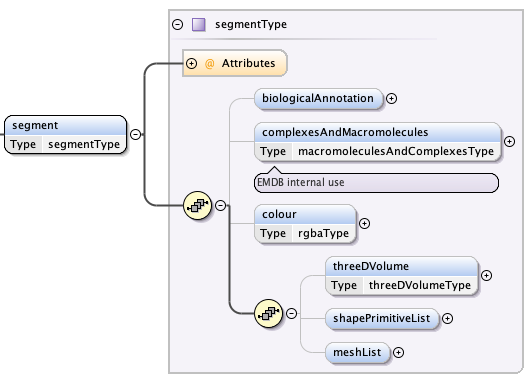 segmentType
@ Attributes
biologicalAnnotation
segment
Type segmentType
complexesAndMacromolecules
Type macromoleculesAndComplexesType
EMDB internal use
colour
Type rgbaType
threeDVolume
Type threeDVolumeType
shapePrimitiveList
meshList